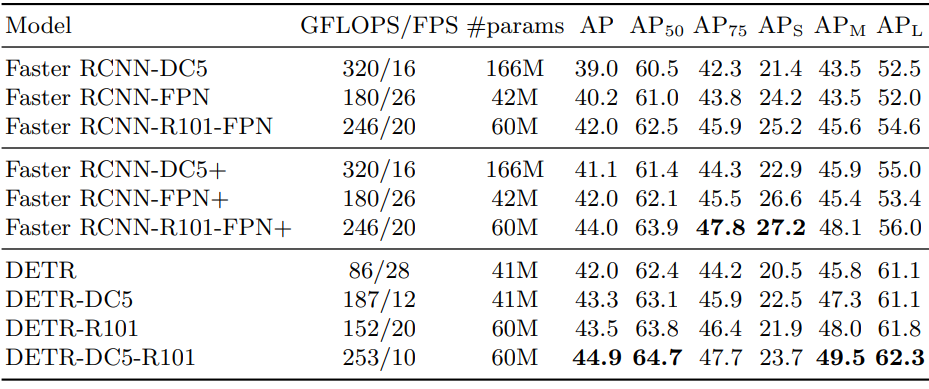 Model GFLOPS/FPS #params AP AP50 AP75 APS APM APL
Faster RCNN-DC5 320/16 166M 39.0 60.5 42.3 21.4 43.5 52.5
Faster RCNN-FPN 180/26 42M 40.2 61.0 43.8 24.2 43.5 52.0
Faster RCNN-R101-FPN 246/20 60M 42.0 62.5 45.9 25.2 45.6 54.6
Faster RCNN-DC5+ 320/16 166M 41.1 61.4 44.3 22.9 45.9 55.0
Faster RCNN-FPN+ 180/26 42M 42.0 62.1 45.5 26.6 45.4 53.4
Faster RCNN-R101-FPN+ 246/20 60M 44.0 63.9 47.8 27.2 48.1 56.0
DETR 86/28 41M 42.0 62.4 44.2 20.5 45.8 61.1
DETR-DC5 187/12 41M 43.3 63.1 45.9 22.5 47.3 61.1
DETR-R101 152/20 60M 43.5 63.8 46.4 21.9 48.0 61.8
DETR-DC5-R101 253/10 60M 44.9 64.7 47.7 23.7 49.5 62.3